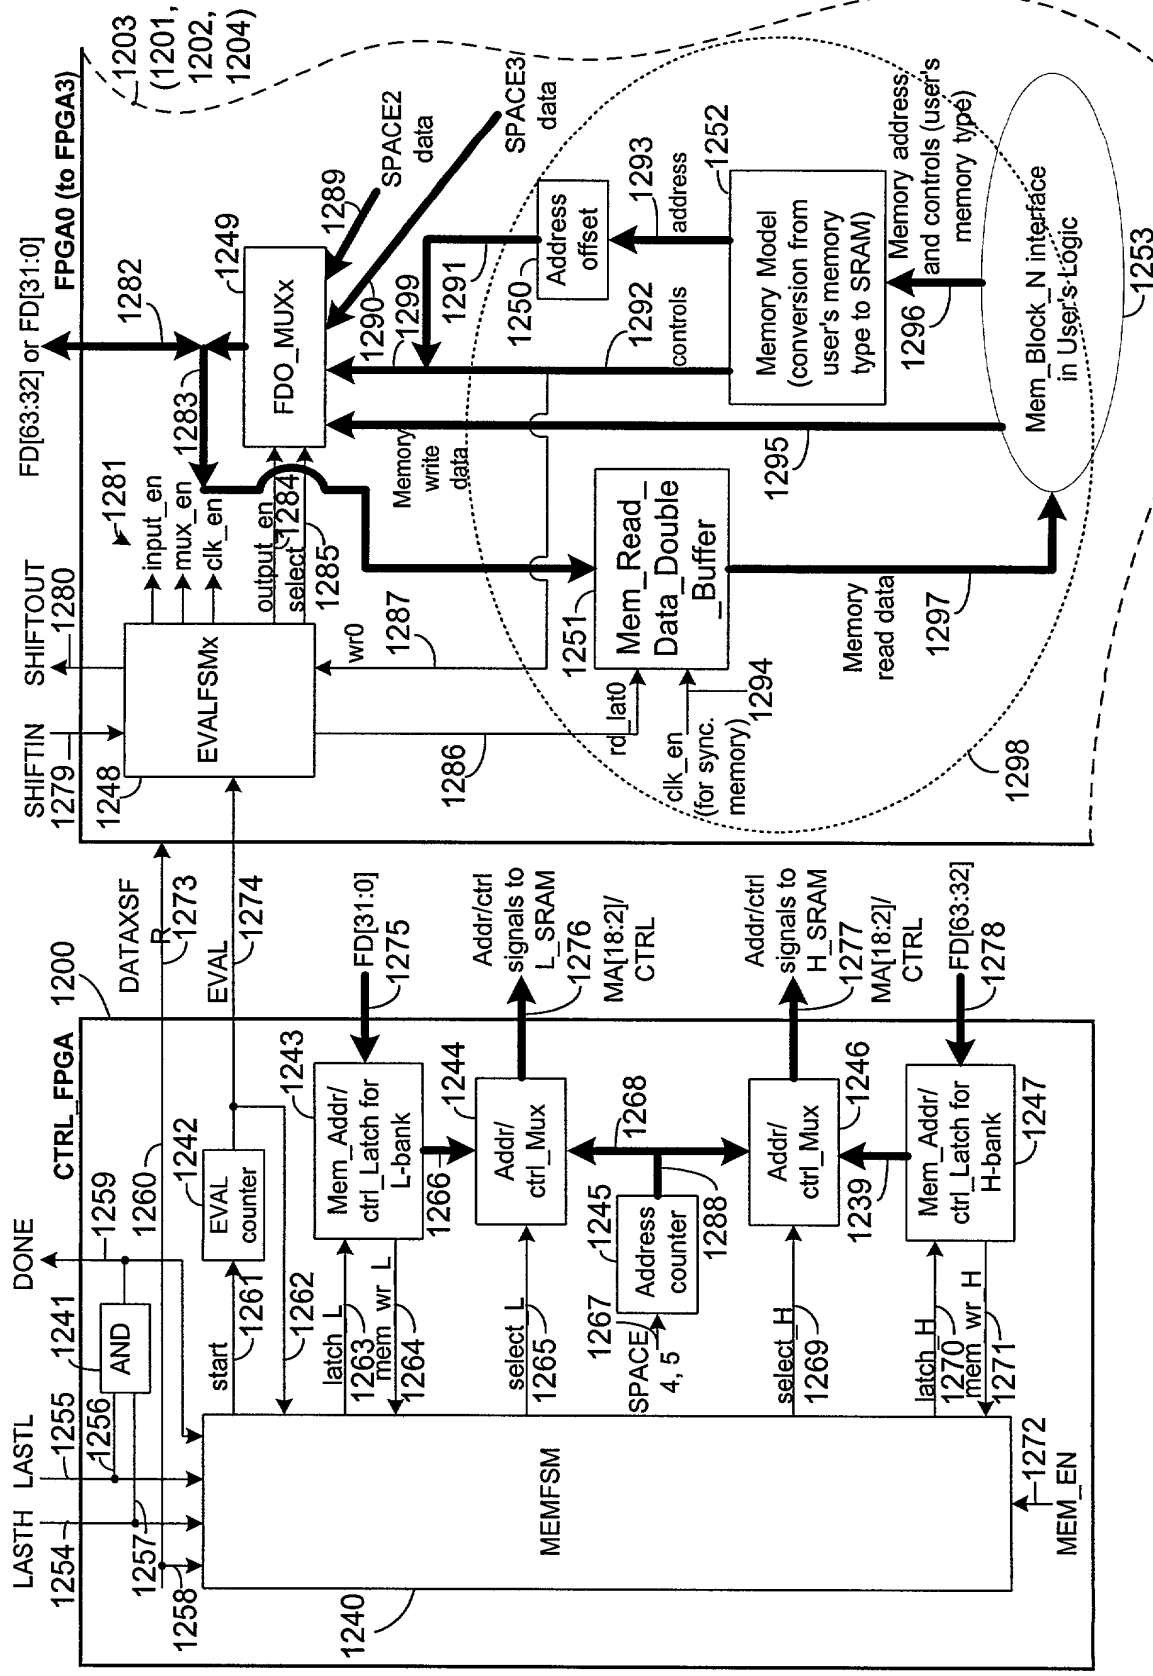 LASTH
LASTL
DONE
1254
1255
CTRL_FPGA
1200
1256
1257
1258
1241
AND
1259
1260
DATAXSF
R
1273
start
1261
1262
EVAL
counter
1242
EVAL
1274
latch_L
1263
mem_wr_L
1264
Mem_Addr/
ctrl_Latch for
L-bank
1243
FD[31:0]
1275
1266
select_L
1265
Addr/
ctrl_Mux
1244
Addr/ctrl
signals to
L_SRAM
1276
MA[18:2]/
CTRL
1240
MEMFSM
SPACE
4, 5
1267
Address
counter
1245
1288
1268
select_H
1269
Addr/
ctrl_Mux
1246
Addr/ctrl
signals to
H_SRAM
1277
MA[18:2]/
CTRL
1239
latch_H
1270
mem_wr_H
1271
Mem_Addr/
ctrl_Latch for
H-bank
1247
FD[63:32]
1278
1272
MEM_EN
SHIFTIN
SHIFTOUT
1279
1280
FD[63:32] or FD[31:0]
FPGA0 (to FPGA3)
1203
(1201,
1202,
1204)
1248
EVALFSMx
1281
input_en
mux_en
clk_en
output_en
1284
select
1285
1283
1282
1249
FDO_MUXx
1289
SPACE2
data
1290
SPACE3
data
1299
1291
wr0
1287
1286
Memory
write
data
1250
Address
offset
1293
address
1292
controls
1252
Memory Model
(conversion from
user's memory
type to SRAM)
rd_lat0
clk_en
(for sync.
memory)
1294
1251
Mem_Read_
Data_Double
_Buffer
1295
1296
Memory address
and controls (user's
memory type)
Memory
read data
1297
1298
Mem_Block_N interface
in User's Logic
1253